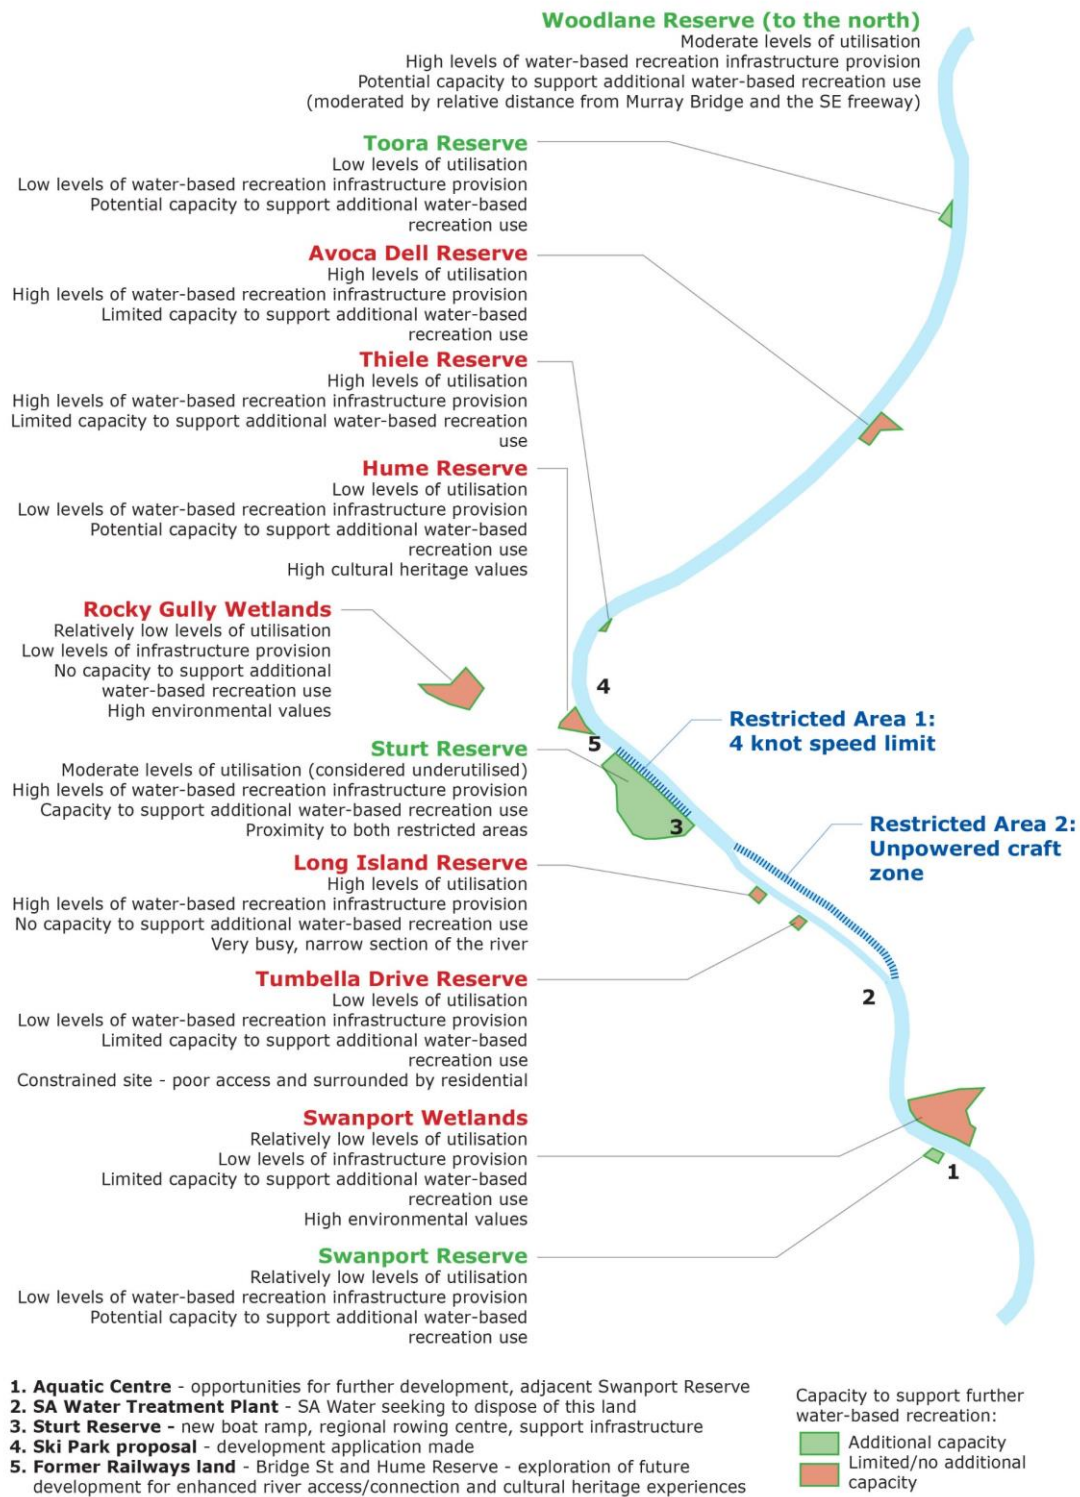 Woodlane Reserve (to the north)
Moderate levels of utilisation
High levels of water-based recreation infrastructure provision
Potential capacity to support additional water-based recreation use
(moderated by relative distance from Murray Bridge and the SE freeway)
Toora Reserve
Low levels of utilisation
Low levels of water-based recreation infrastructure provision
Potential capacity to support additional water-based
recreation use
Avoca Dell Reserve
High levels of utilisation
High levels of water-based recreation infrastructure provision
Limited capacity to support additional water-based
recreation use
Thiele Reserve
High levels of utilisation
High levels of water-based recreation infrastructure provision
Limited capacity to support additional water-based recreation
use
Hume Reserve
Low levels of utilisation
Low levels of water-based recreation infrastructure provision
Potential capacity to support additional water-based
recreation use
High cultural heritage values
Rocky Gully Wetlands
Relatively low levels of utilisation
Low levels of infrastructure provision
No capacity to support additional
water-based recreation use
High environmental values
4
5
Restricted Area 1:
4 knot speed limit
Sturt Reserve
Moderate levels of utilisation (considered underutilised)
High levels of water-based recreation infrastructure provision
Capacity to support additional water-based recreation use
Proximity to both restricted areas
3
Restricted Area 2:
Unpowered craft
zone
Long Island Reserve
High levels of utilisation
High levels of water-based recreation infrastructure provision
No capacity to support additional water-based recreation use
Very busy, narrow section of the river
Tumbella Drive Reserve
Low levels of utilisation
Low levels of water-based recreation infrastructure provision
Limited capacity to support additional water-based
recreation use
Constrained site - poor access and surrounded by residential
2
Swanport Wetlands
Relatively low levels of utilisation
Low levels of infrastructure provision
Limited capacity to support additional water-based
recreation use
High environmental values
1
Swanport Reserve
Relatively low levels of utilisation
Low levels of water-based recreation infrastructure provision
Potential capacity to support additional water-based
recreation use
1. Aquatic Centre - opportunities for further development, adjacent Swanport Reserve
2. SA Water Treatment Plant - SA Water seeking to dispose of this land
3. Sturt Reserve - new boat ramp, regional rowing centre, support infrastructure
4. Ski Park proposal - development application made
5. Former Railways land - Bridge St and Hume Reserve - exploration of future
development for enhanced river access/connection and cultural heritage experiences
Capacity to support further
water-based recreation:
Additional capacity
Limited/no additional
capacity